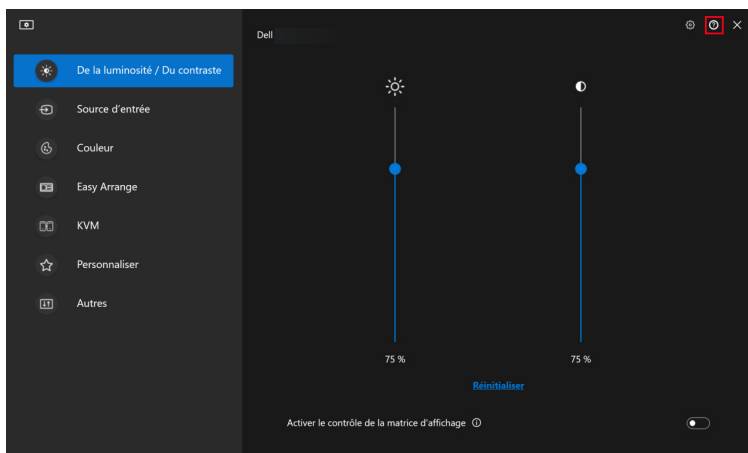 Dell
De la luminosité / Du contraste
Source d'entrée
Couleur
Easy Arrange
KVM
Personnaliser
Autres
75 %
75 %
Réinitialiser
Activer le contrôle de la matrice d'affichage